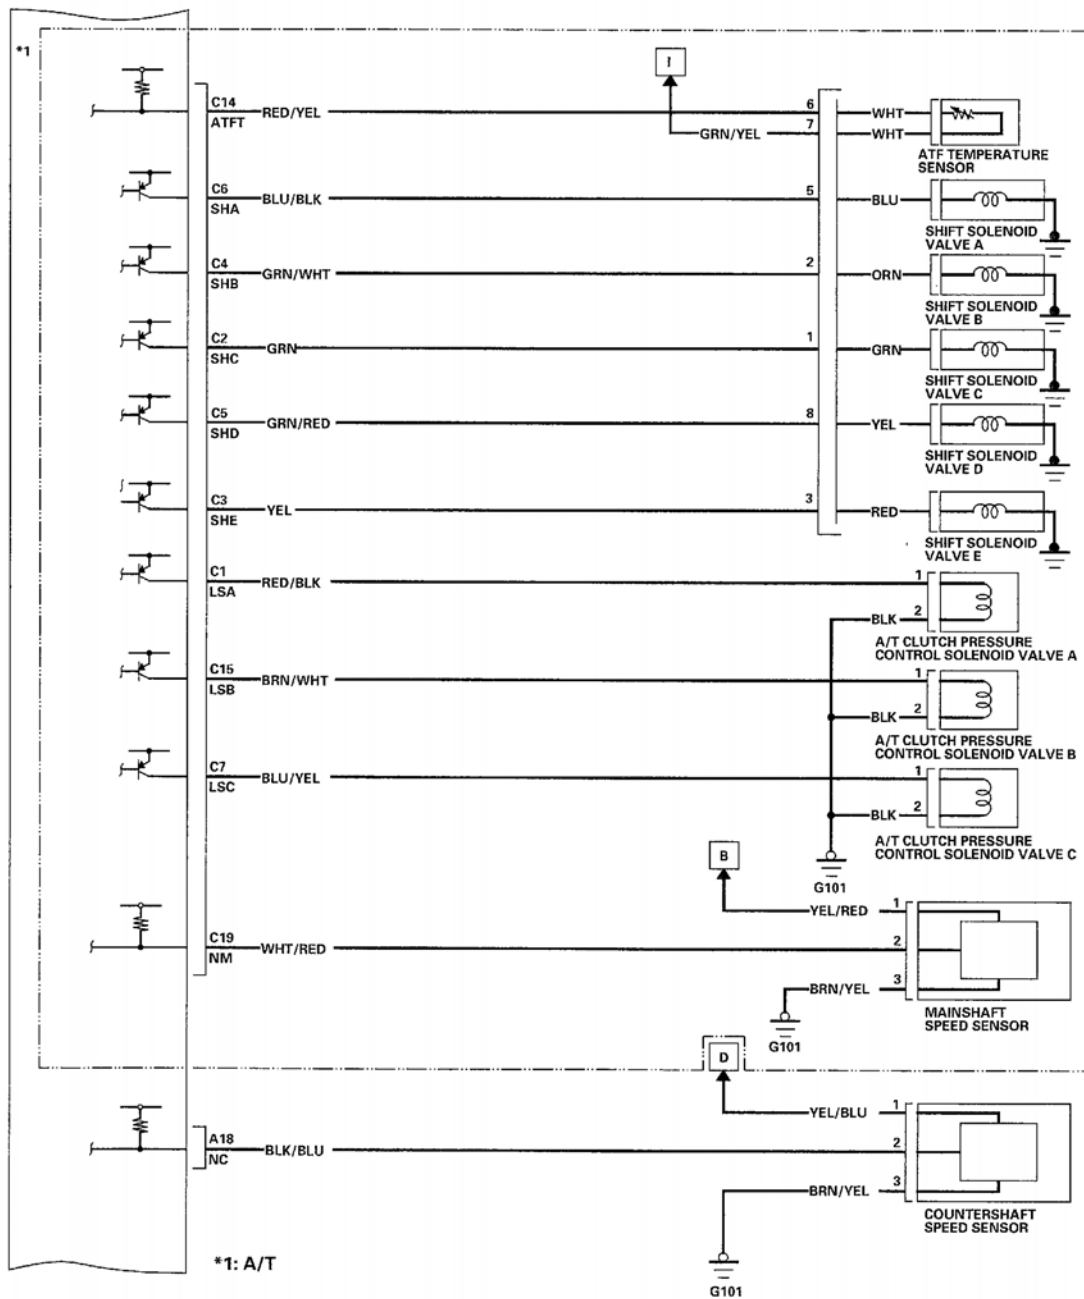 *1
I
C14
RED/YEL
6
WHT
ATFT
GRN/YEL
7
WHT
ATF TEMPERATURE
SENSOR
C6
BLU/BLK
5
BLU
SHA
SHIFT SOLENOID
VALVE A
C4
GRN/WHT
2
ORN
SHB
SHIFT SOLENOID
VALVE B
C2
GRN
1
GRN
SHC
SHIFT SOLENOID
VALVE C
C5
GRN/RED
8
YEL
SHD
SHIFT SOLENOID
VALVE D
C3
YEL
3
RED
SHE
SHIFT SOLENOID
VALVE E
C1
RED/BLK
1
LSA
BLK
2
A/T CLUTCH PRESSURE
CONTROL SOLENOID VALVE A
C15
BRN/WHT
1
LSB
BLK
2
A/T CLUTCH PRESSURE
CONTROL SOLENOID VALVE B
C7
BLU/YEL
1
LSC
BLK
2
A/T CLUTCH PRESSURE
CONTROL SOLENOID VALVE C
G101
B
YEL/RED
1
C19
WHT/RED
2
NM
BRN/YEL
3
MAINSHAFT
SPEED SENSOR
G101
D
YEL/BLU
1
A18
BLK/BLU
2
NC
BRN/YEL
3
COUNTERSHAFT
SPEED SENSOR
*1: A/T
G101